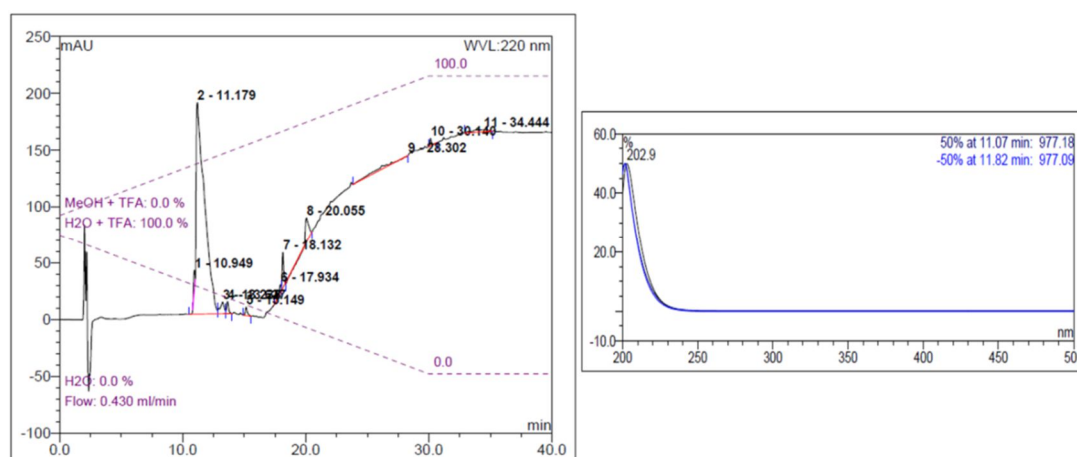 250
mAU
WVL:220 nm
100.0
200
2 - 11.179
11 - 34.444
10 - 30.140
9 - 28.302
150
MeOH + TFA: 0.0 %
100
H2O + TFA: 100.0 %
8 - 20.055
7 - 18.132
50
1 - 10.949
6 - 17.934
0
0.0
-50
H2O: 0.0 %
Flow: 0.430 ml/min
min
-100
0.0 10.0 20.0 30.0 40.0
60.0
%
50% at 11.07 min: 977.18
202.9
-50% at 11.82 min: 977.09
40.0
20.0
nm
-10.0
200 250 300 350 400 450